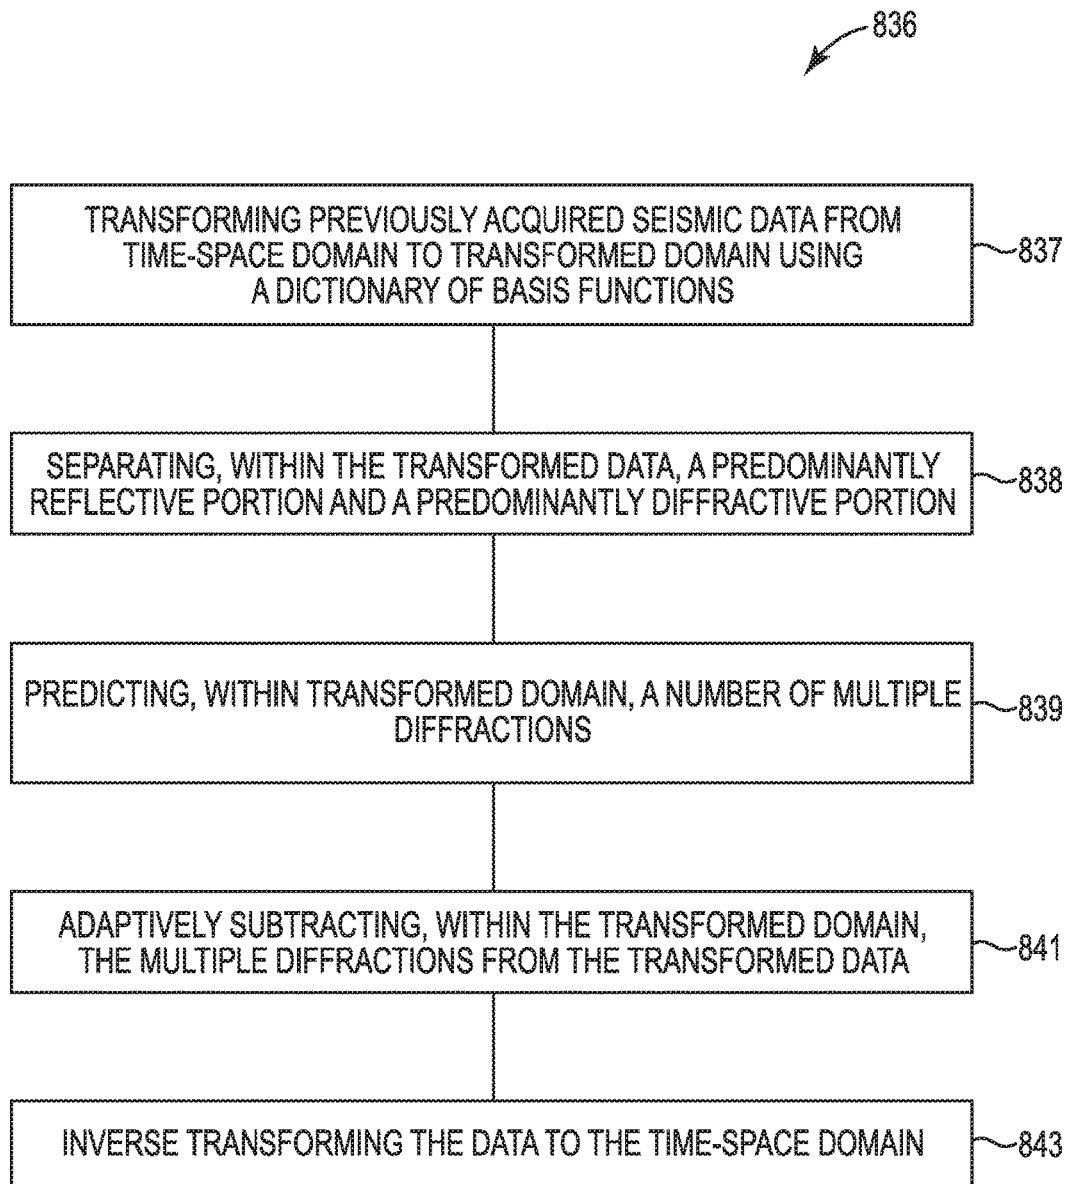 836
TRANSFORMING PREVIOUSLY ACQUIRED SEISMIC DATA FROM
TIME-SPACE DOMAIN TO TRANSFORMED DOMAIN USING
A DICTIONARY OF BASIS FUNCTIONS
837
SEPARATING, WITHIN THE TRANSFORMED DATA, A PREDOMINANTLY
REFLECTIVE PORTION AND A PREDOMINANTLY DIFFRACTIVE PORTION
838
PREDICTING, WITHIN TRANSFORMED DOMAIN, A NUMBER OF MULTIPLE
DIFFRACTIONS
839
ADAPTIVELY SUBTRACTING, WITHIN THE TRANSFORMED DOMAIN,
THE MULTIPLE DIFFRACTIONS FROM THE TRANSFORMED DATA
841
INVERSE TRANSFORMING THE DATA TO THE TIME-SPACE DOMAIN
843